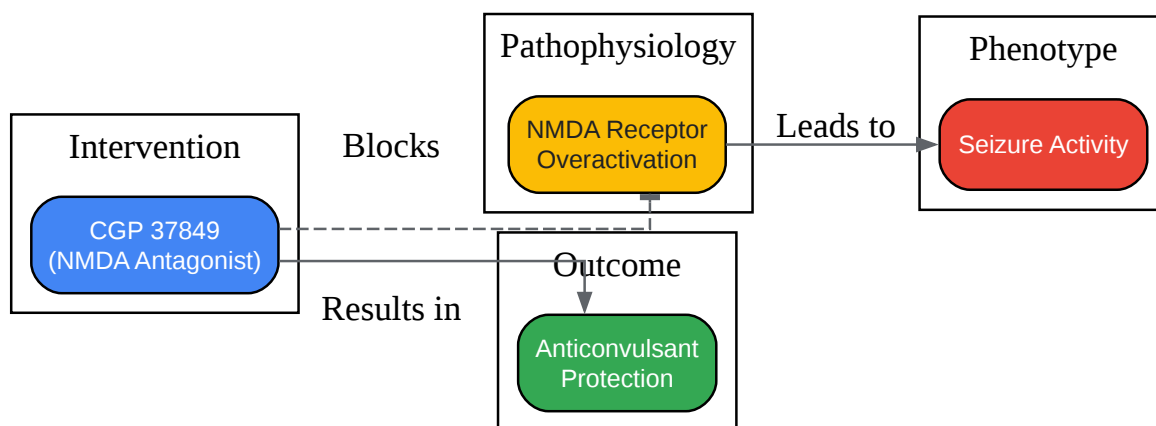 Pathophysiology
Phenotype
NMDA Receptor
Overactivation
Leads to
Seizure Activity
Intervention
Blocks
CGP 37849
(NMDA Antagonist)
Outcome
Results in
Anticonvulsant
Protection